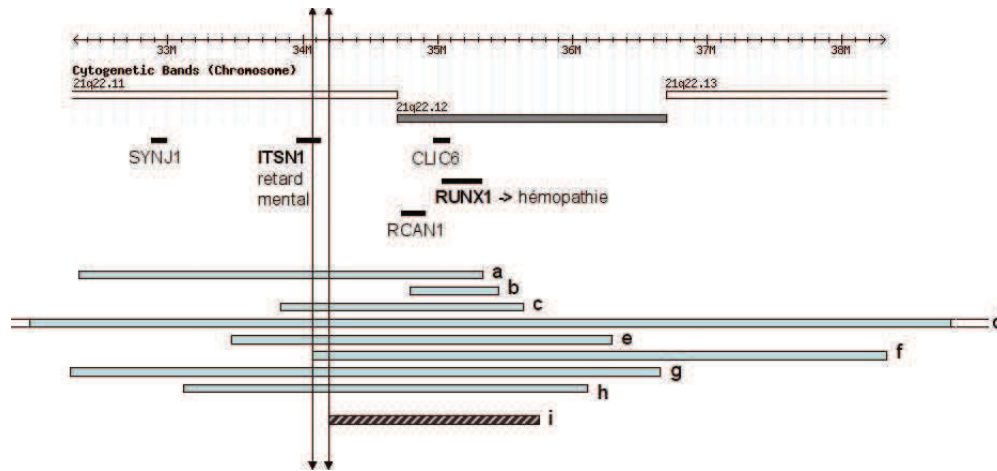 33M 34M 35M 36M 37M 38M
Cytogenetic Bands (Chromosome)
21q22.11 21q22.13
21q22.12
SYNJ1 ITSN1 CLIC6
retard
mental RUNX1 -> hémopathie
RCAN1
a
b
c
e
f
g
h
i